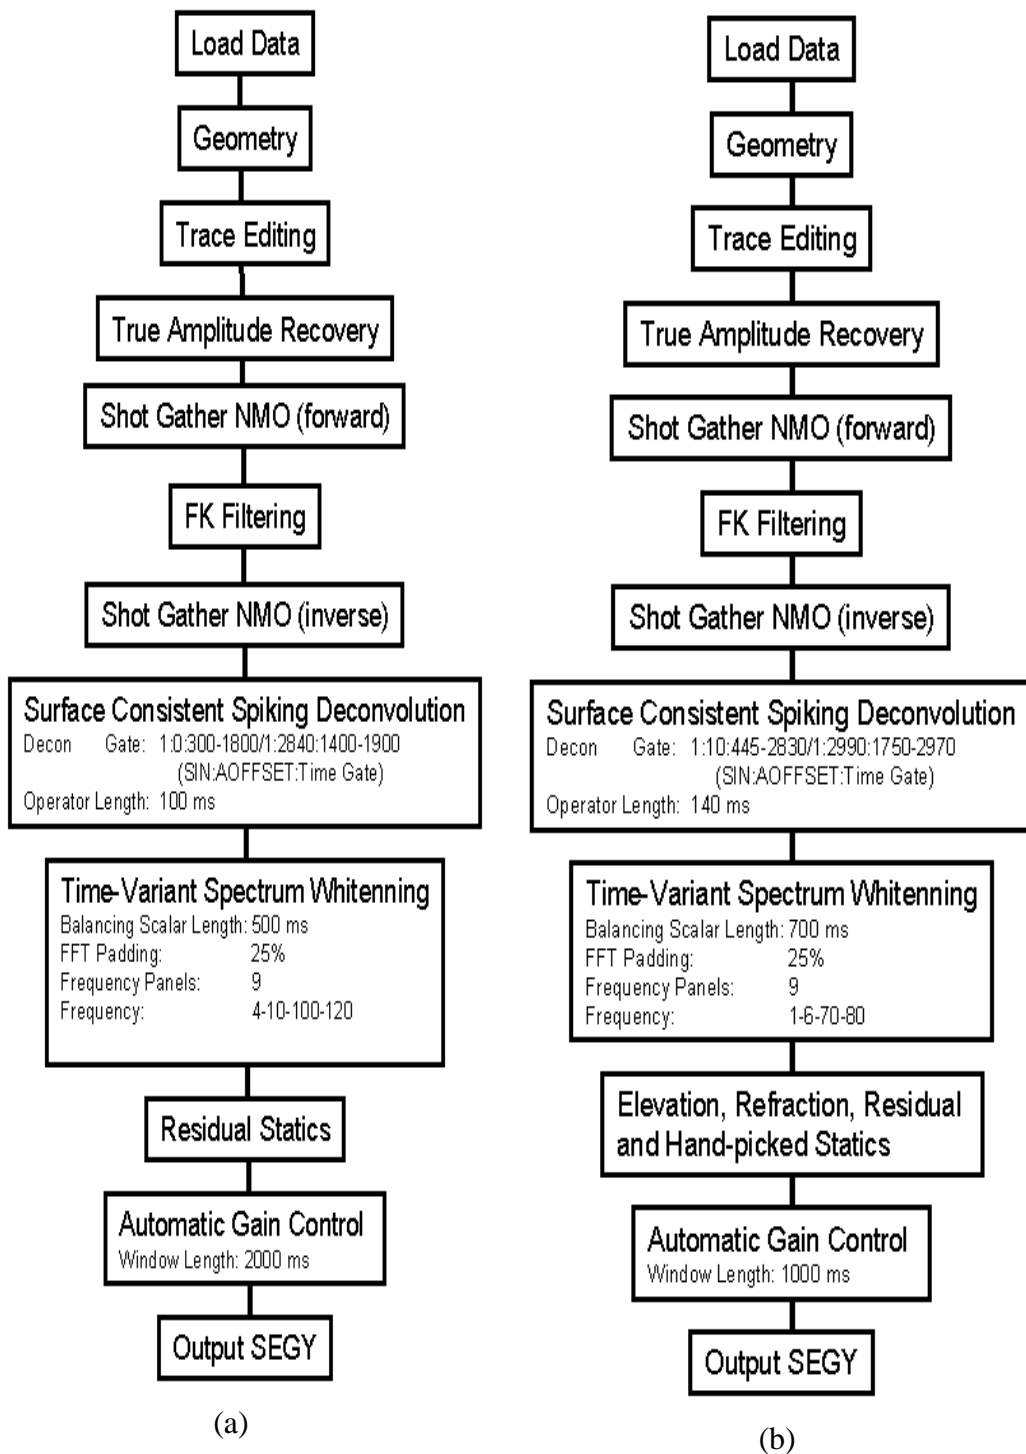 Load Data
Geometry
Trace Editing
True Amplitude Recovery
Shot Gather NMO (forward)
FK Filtering
Shot Gather NMO (inverse)
Surface Consistent Spiking Deconvolution
Decon Gate: 1:0:300-1800/1:2840:1400-1900
(SIN:AOFFSET:Time Gate)
Operator Length: 100 ms
Time-Variant Spectrum Whitenning
Balancing Scalar Length: 500 ms
FFT Padding: 25%
Frequency Panels: 9
Frequency: 4-10-100-120
Residual Statics
Automatic Gain Control
Window Length: 2000 ms
Output SEGY
(a)
Load Data
Geometry
Trace Editing
True Amplitude Recovery
Shot Gather NMO (forward)
FK Filtering
Shot Gather NMO (inverse)
Surface Consistent Spiking Deconvolution
Decon Gate: 1:10:445-2830/1:2990:1750-2970
(SIN:AOFFSET:Time Gate)
Operator Length: 140 ms
Time-Variant Spectrum Whitenning
Balancing Scalar Length: 700 ms
FFT Padding: 25%
Frequency Panels: 9
Frequency: 1-6-70-80
Elevation, Refraction, Residual
and Hand-picked Statics
Automatic Gain Control
Window Length: 1000 ms
Output SEGY
(b)